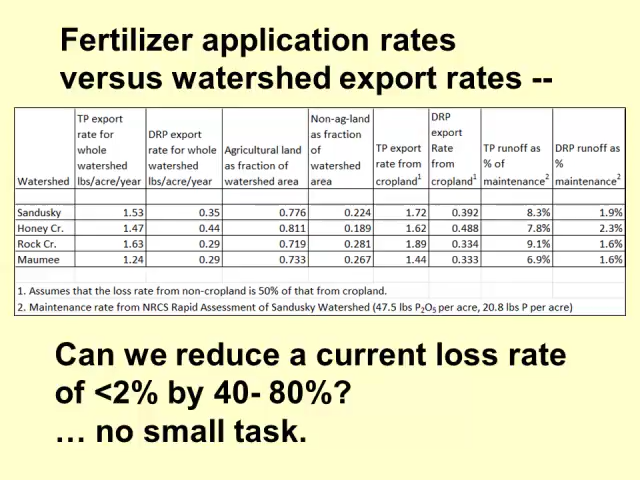 Fertilizer application rates
versus watershed export rates --
Watershed | TP export rate for whole watershed lbs/acre/year | DRP export rate for whole watershed lbs/acre/year | Agricultural land as fraction of watershed area | Non-ag-land as fraction of watershed area | TP export rate from cropland¹ | DRP export Rate from cropland¹ | TP runoff as % of maintenance² | DRP runoff as % maintenance²
Sandusky 1.53 0.35 0.776 0.224 1.72 0.392 8.3% 1.9%
Honey Cr. 1.47 0.44 0.811 0.189 1.62 0.488 7.8% 2.3%
Rock Cr. 1.63 0.29 0.719 0.281 1.89 0.334 9.1% 1.6%
Maumee 1.24 0.29 0.733 0.267 1.44 0.333 6.9% 1.6%
1. Assumes that the loss rate from non-cropland is 50% of that from cropland.
2. Maintenance rate from NRCS Rapid Assessment of Sandusky Watershed (47.5 lbs P₂O₅ per acre, 20.8 lbs P per acre)
Can we reduce a current loss rate
of <2% by 40- 80%?
… no small task.